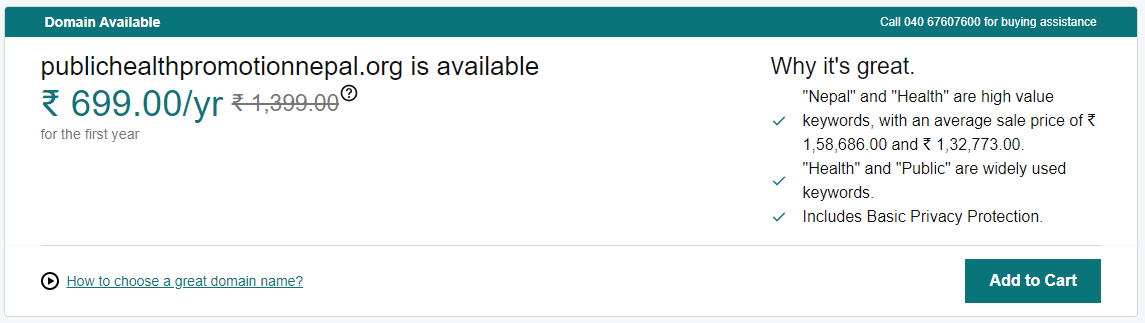 Domain Available
Call 040 67607600 for buying assistance
publichealthpromotionnepal.org is available
₹ 699.00/yr ₹ 1,399.00 ?
for the first year
Why it's great.
"Nepal" and "Health" are high value
keywords, with an average sale price of ₹
1,58,686.00 and ₹ 1,32,773.00.
"Health" and "Public" are widely used
keywords.
Includes Basic Privacy Protection.
How to choose a great domain name?
Add to Cart